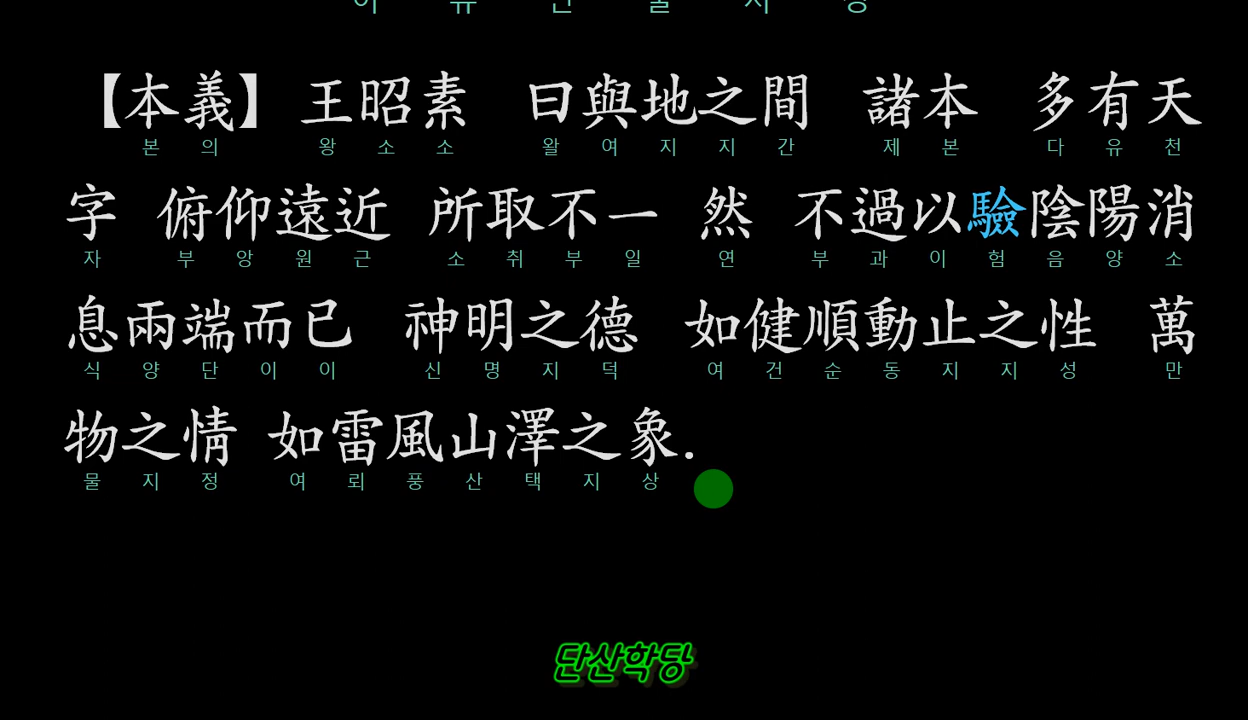 【本義】 王昭素 曰與地之間 諸本 多有天
본 의 왕 소 소 왈 여 지 지 간 제 본 다 유 천
字 俯仰遠近 所取不一 然 不過以驗陰陽消
자 부 앙 원 근 소 취 부 일 연 부 과 이 험 음 양 소
息兩端而已 神明之德 如健順動止之性 萬
식 양 단 이 이 신 명 지 덕 여 건 순 동 지 지 성 만
物之情 如雷風山澤之象.
물 지 정 여 뢰 풍 산 택 지 상
단산학당